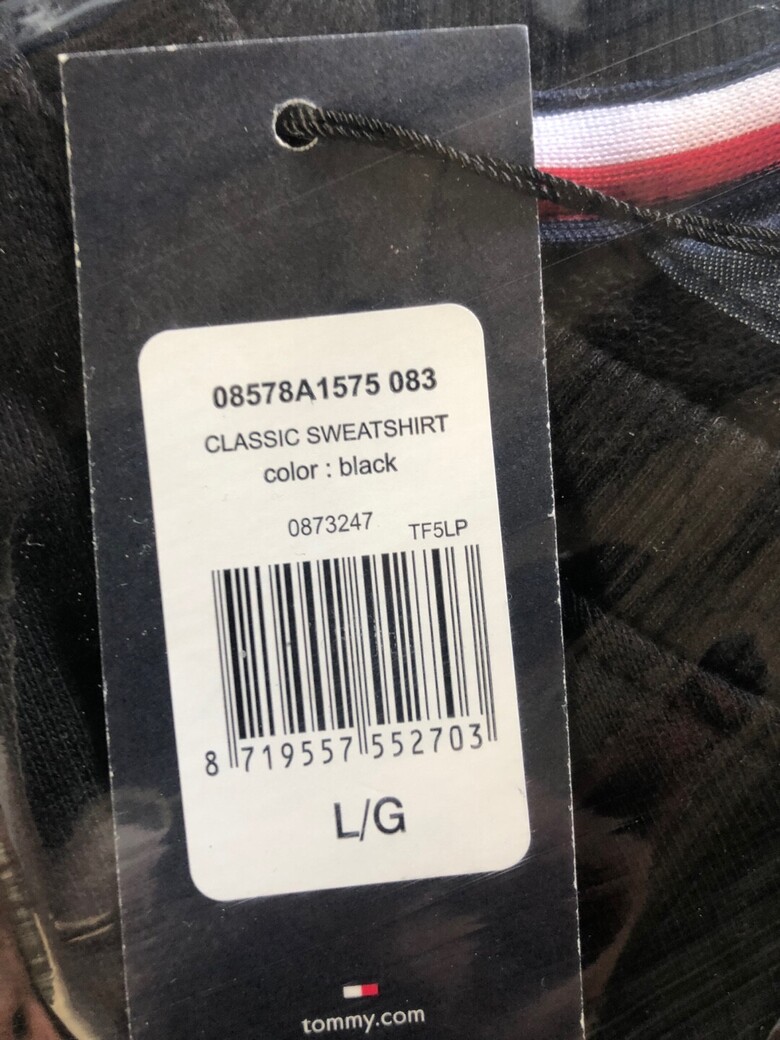 08578A1575 083
CLASSIC SWEATSHIRT
color : black
0873247 TF5LP
8 719557 552703
L/G
tommy.com